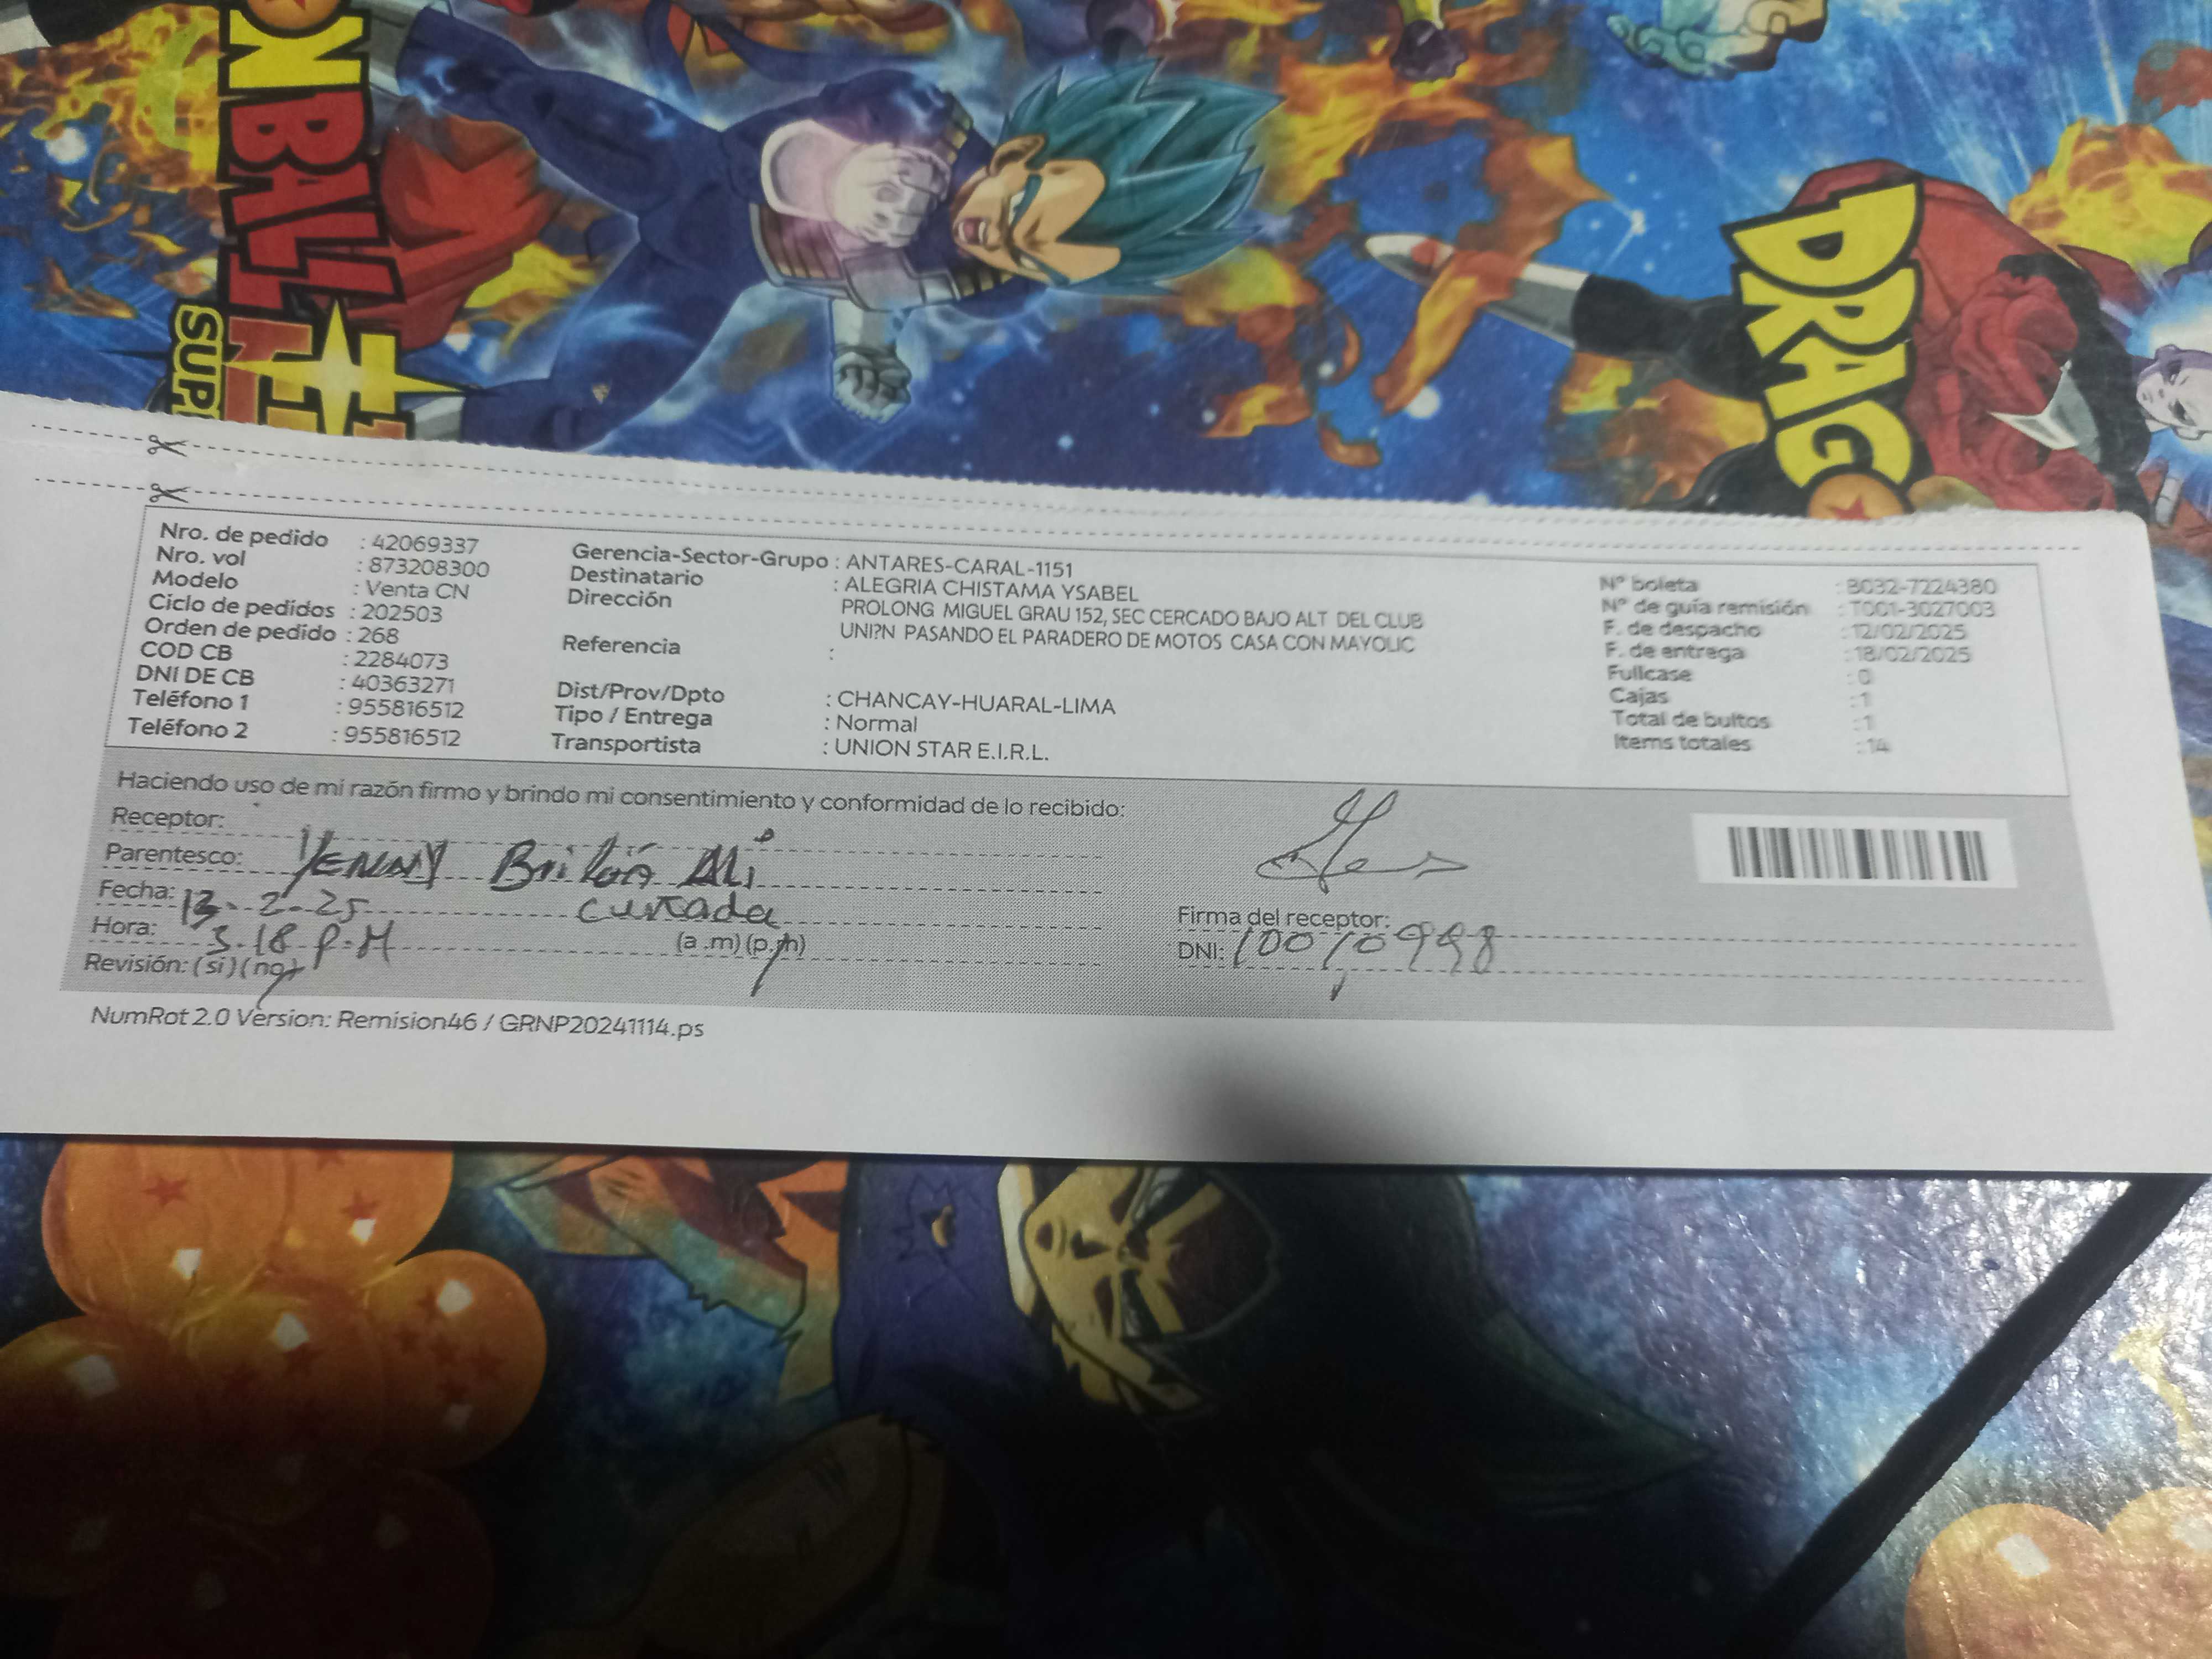 ONBALL
SUP
DRAGO
Nro. de pedido : 42069337
Nro. vol : 873208300
Modelo : Venta CN
Ciclo de pedidos : 202503
Orden de pedido : 268
COD CB : 2284073
DNI DE CB : 40363271
Teléfono 1 : 955816512
Teléfono 2 : 955816512
Gerencia-Sector-Grupo : ANTARES-CARAL-1151
Destinatario : ALEGRIA CHISTAMA YSABEL
Dirección PROLONG MIGUEL GRAU 152, SEC CERCADO BAJO ALT DEL CLUB
UNI?N PASANDO EL PARADERO DE MOTOS CASA CON MAYOLIC
Referencia :
Dist/Prov/Dpto : CHANCAY-HUARAL-LIMA
Tipo / Entrega : Normal
Transportista : UNION STAR E.I.R.L.
Nº boleta : B032-7224380
Nº de guía remisión : T001-3027003
F. de despacho : 12/02/2025
F. de entrega : 18/02/2025
Fullcase : 0
Cajas : 1
Total de bultos : 1
Items totales : 14
Haciendo uso de mi razón firmo y brindo mi consentimiento y conformidad de lo recibido:
Receptor:
Parentesco: YENNY
Fecha: 13-2-25 cuñada
Hora: 3.18 P.M (a.m) (p.m)
Revisión: (si) (no)
Firma del receptor:
DNI:
NumRot 2.0 Version: Remision46 / GRNP20241114.ps